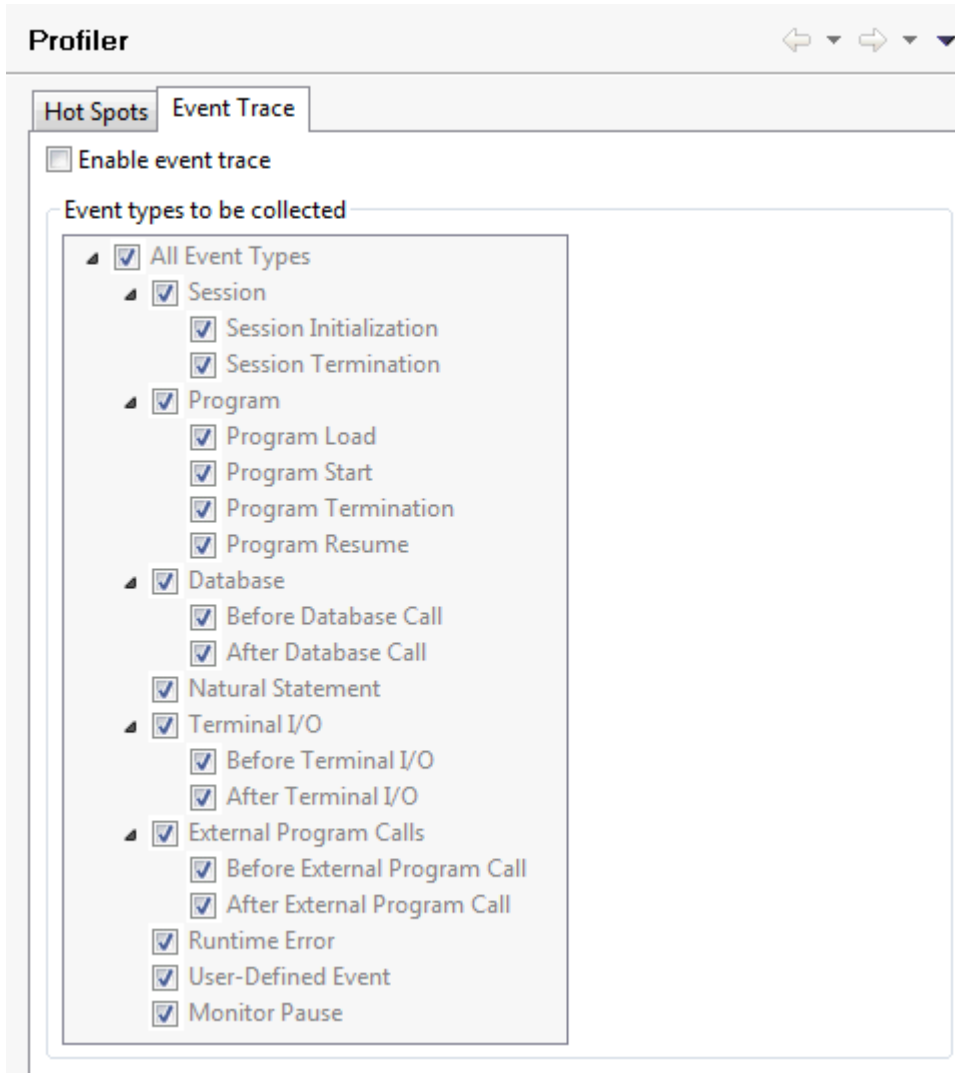 Profiler
Hot Spots Event Trace
Enable event trace
Event types to be collected
All Event Types
Session
Session Initialization
Session Termination
Program
Program Load
Program Start
Program Termination
Program Resume
Database
Before Database Call
After Database Call
Natural Statement
Terminal I/O
Before Terminal I/O
After Terminal I/O
External Program Calls
Before External Program Call
After External Program Call
Runtime Error
User-Defined Event
Monitor Pause